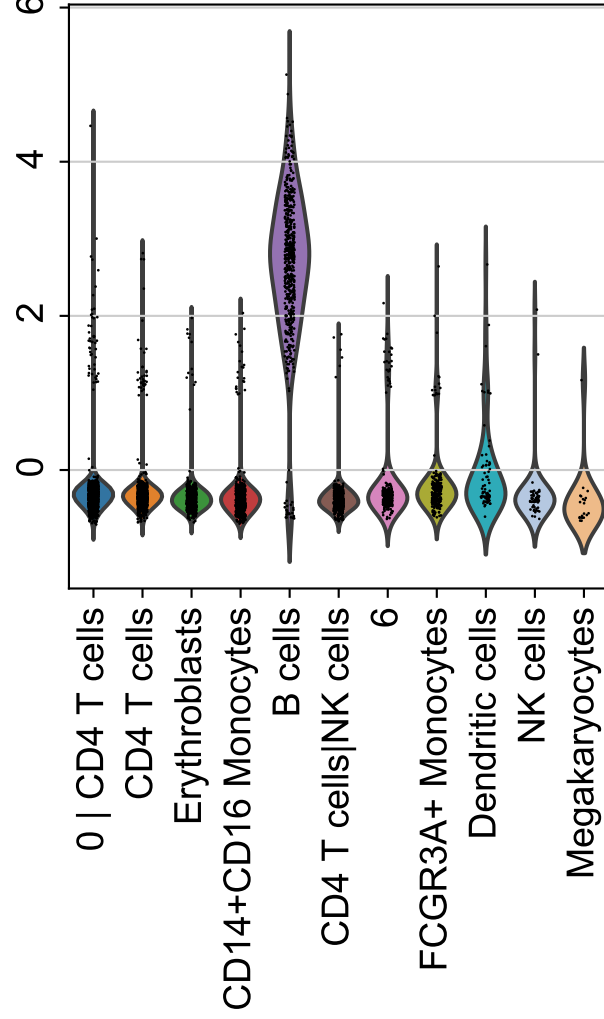 6
4
2
0
0 | CD4 T cells
CD4 T cells
Erythroblasts
CD14+CD16 Monocytes
B cells
CD4 T cells|NK cells
6
FCGR3A+ Monocytes
Dendritic cells
NK cells
Megakaryocytes